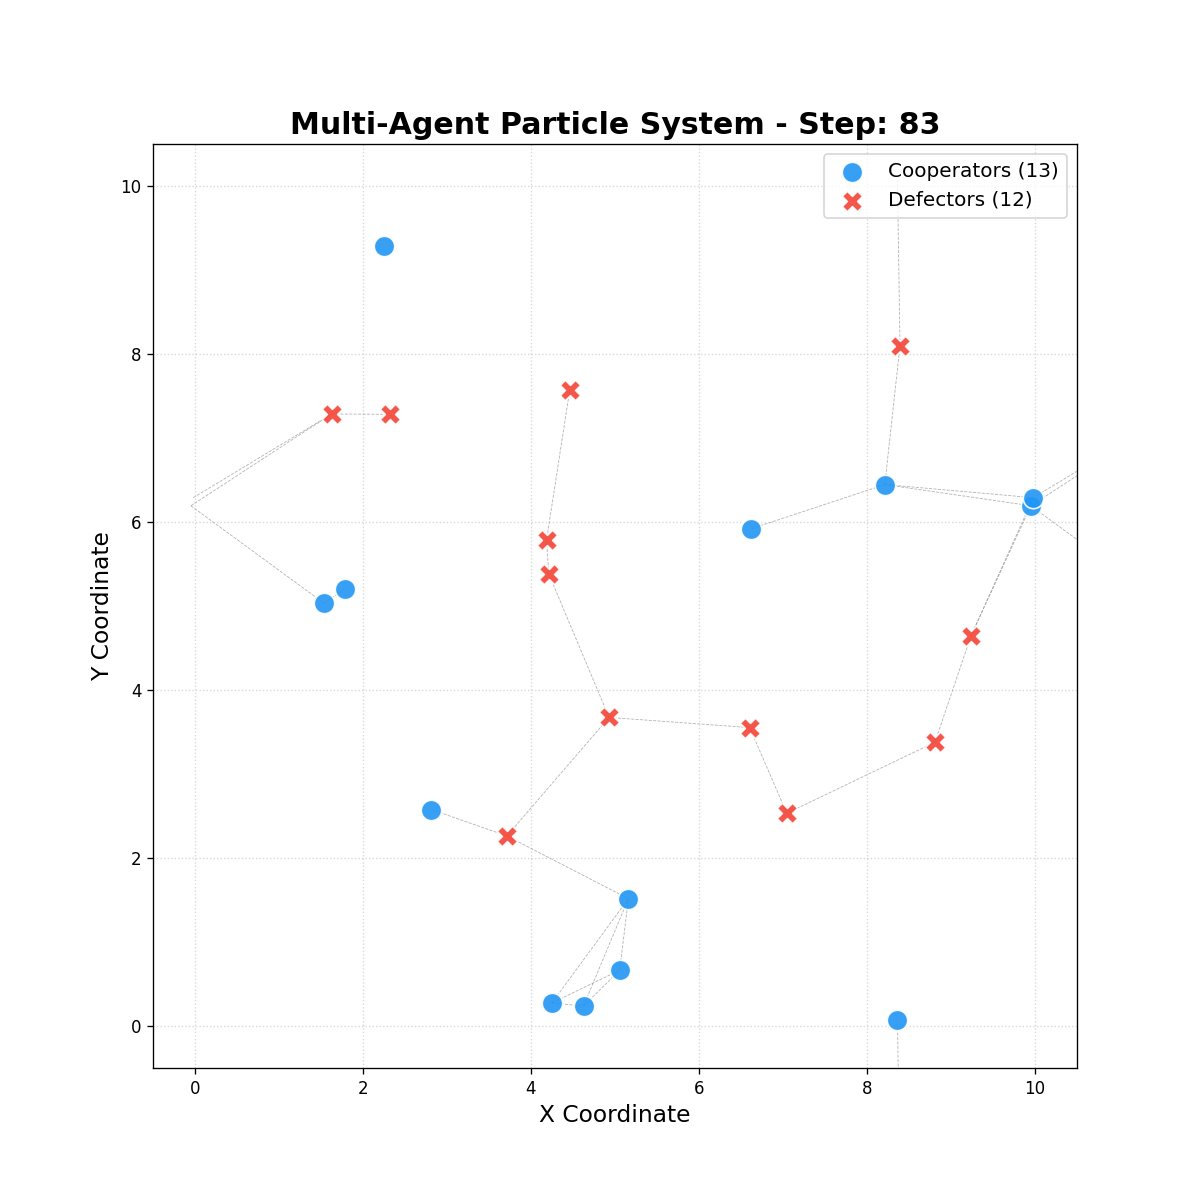 Multi-Agent Particle System - Step: 83
Cooperators (13)
Defectors (12)
10
8
6
4
2
0
Y Coordinate
0 2 4 6 8 10
X Coordinate